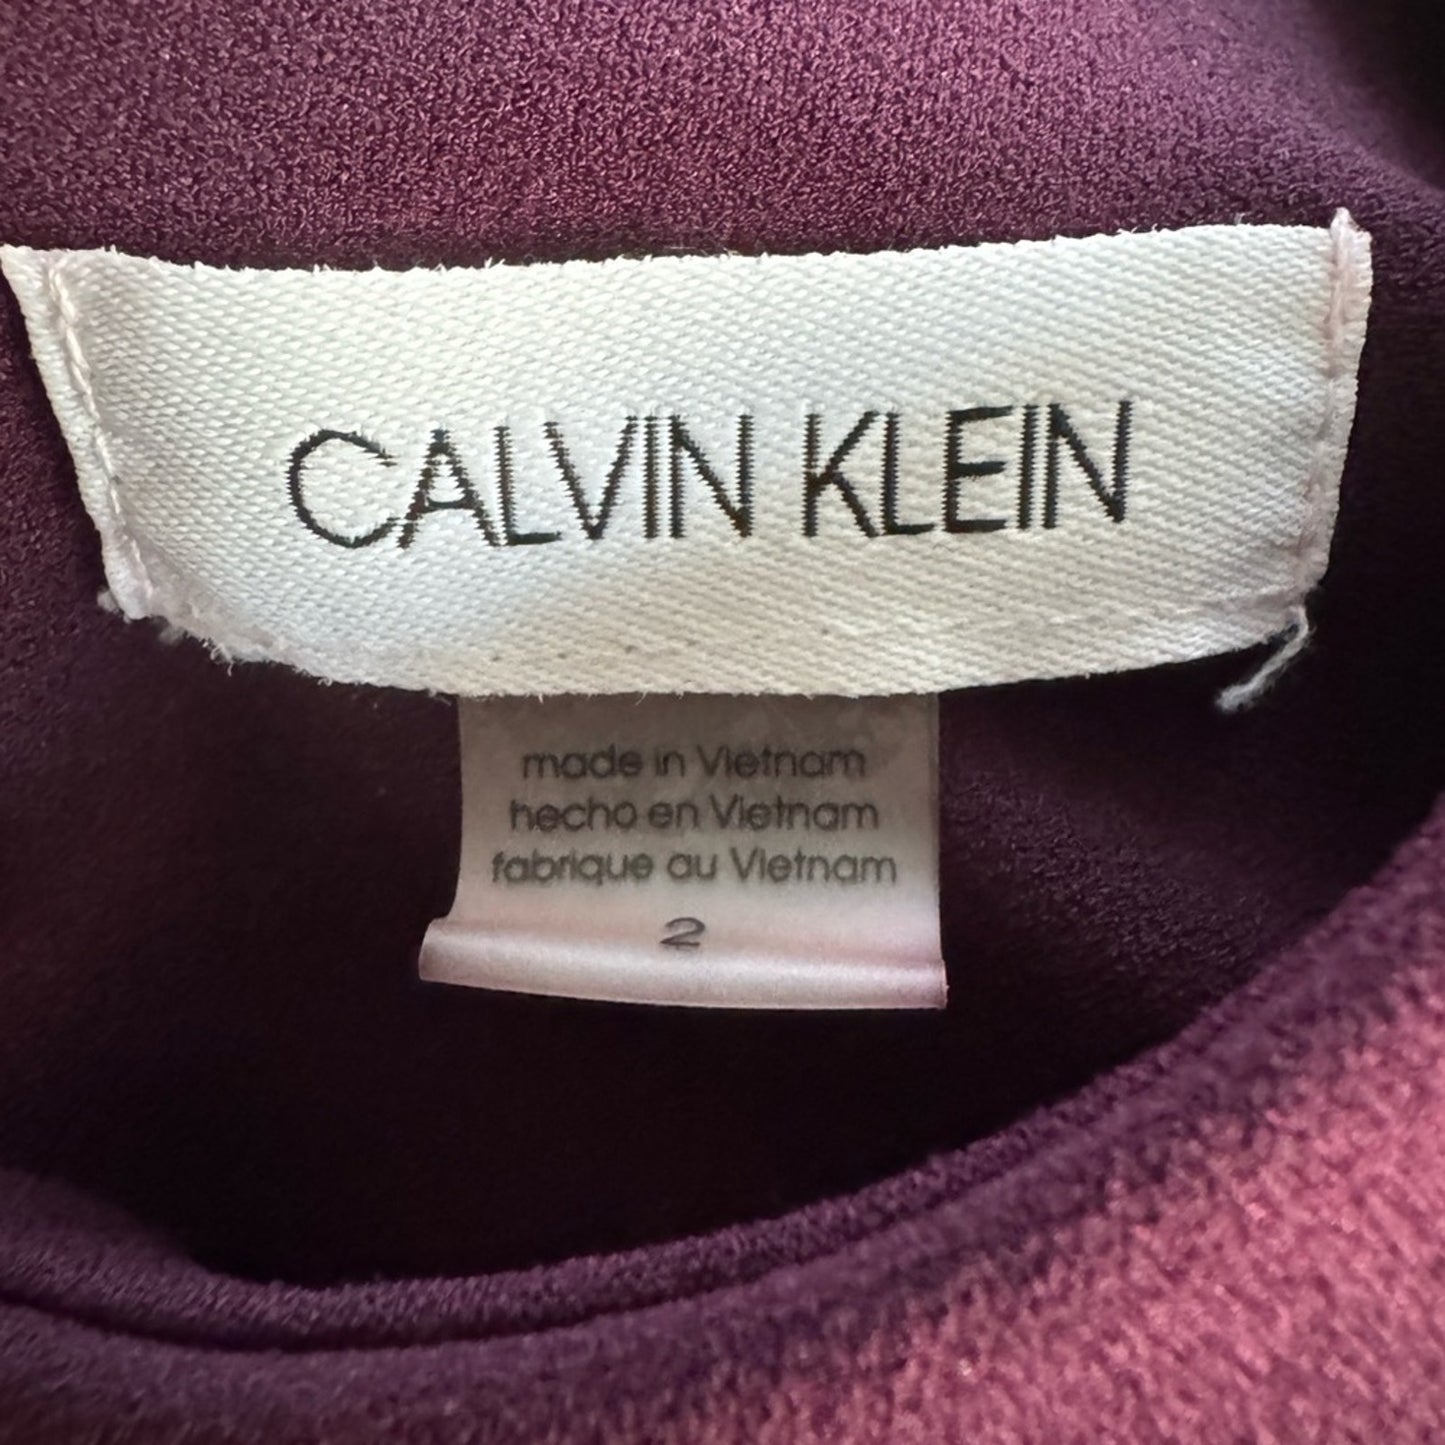 CALVIN KLEIN
made in Vietnam
hecho en Vietnam
fabrique au Vietnam
2